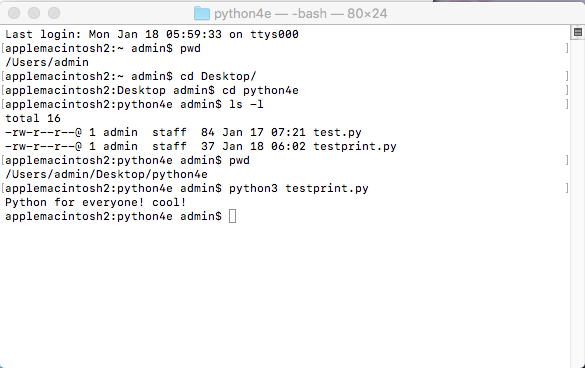 python4e — -bash — 80×24
Last login: Mon Jan 18 05:59:33 on ttys000
[applemacintosh2:~ admin$ pwd ]
/Users/admin
[applemacintosh2:~ admin$ cd Desktop/ ]
[applemacintosh2:Desktop admin$ cd python4e ]
[applemacintosh2:python4e admin$ ls -l ]
total 16
-rw-r--r--@ 1 admin  staff  84 Jan 17 07:21 test.py
-rw-r--r--@ 1 admin  staff  37 Jan 18 06:02 testprint.py
[applemacintosh2:python4e admin$ pwd ]
/Users/admin/Desktop/python4e
[applemacintosh2:python4e admin$ python3 testprint.py ]
Python for everyone! cool!
applemacintosh2:python4e admin$